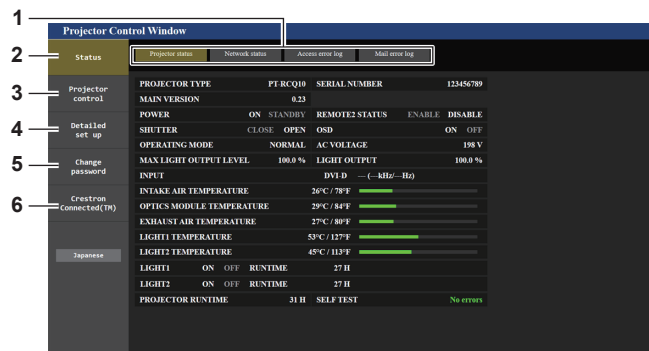 1
Projector Control Window
2
Status
Projector status Network status Access error log Mail error log
3
Projector control
4
Detailed set up
5
Change password
6
Crestron Connected(TM)
Japanese
PROJECTOR TYPE PT-RCQ10 SERIAL NUMBER 123456789
MAIN VERSION 0.23
POWER ON STANDBY REMOTE2 STATUS ENABLE DISABLE
SHUTTER CLOSE OPEN OSD ON OFF
OPERATING MODE NORMAL AC VOLTAGE 198 V
MAX LIGHT OUTPUT LEVEL 100.0 % LIGHT OUTPUT 100.0 %
INPUT DVI-D --- (---kHz/---Hz)
INTAKE AIR TEMPERATURE 26°C / 78°F
OPTICS MODULE TEMPERATURE 29°C / 84°F
EXHAUST AIR TEMPERATURE 27°C / 80°F
LIGHT1 TEMPERATURE 53°C / 127°F
LIGHT2 TEMPERATURE 45°C / 113°F
LIGHT1 ON OFF RUNTIME 27 H
LIGHT2 ON OFF RUNTIME 27 H
PROJECTOR RUNTIME 31 H SELF TEST No errors